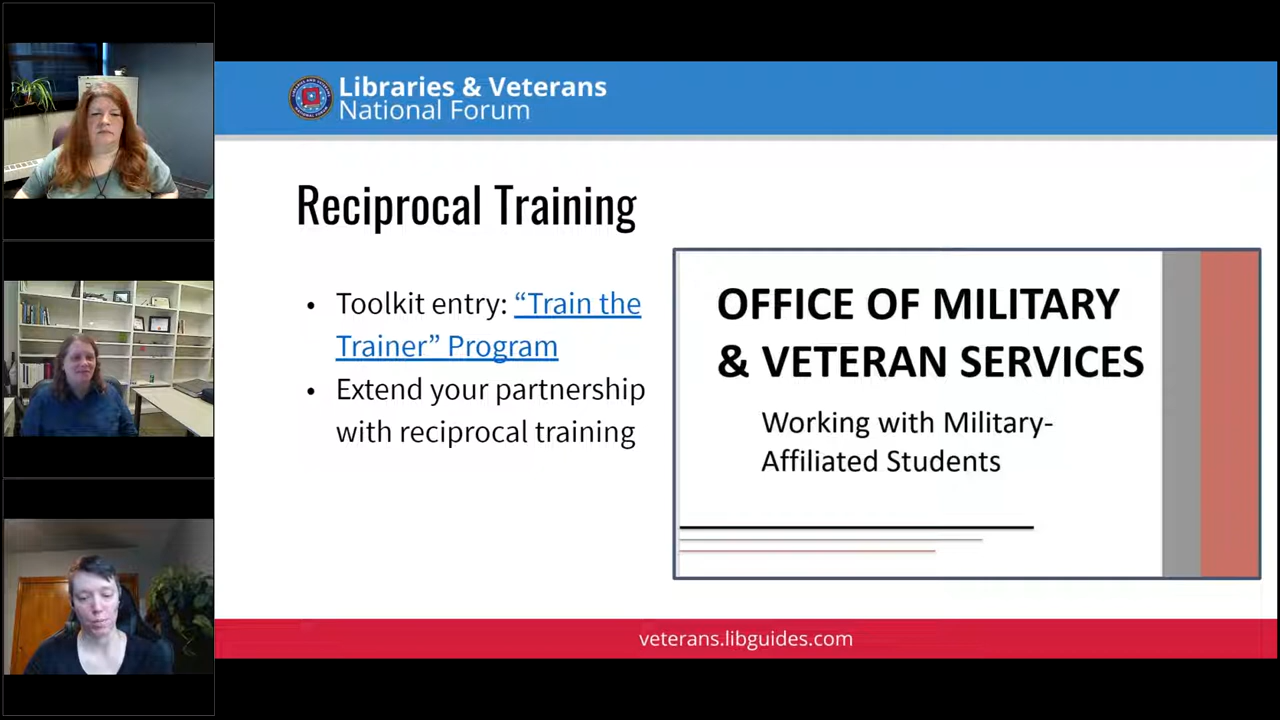 Libraries & Veterans
National Forum
Reciprocal Training
• Toolkit entry: “Train the
Trainer” Program
• Extend your partnership
with reciprocal training
OFFICE OF MILITARY
& VETERAN SERVICES
Working with Military-
Affiliated Students
veterans.libguides.com